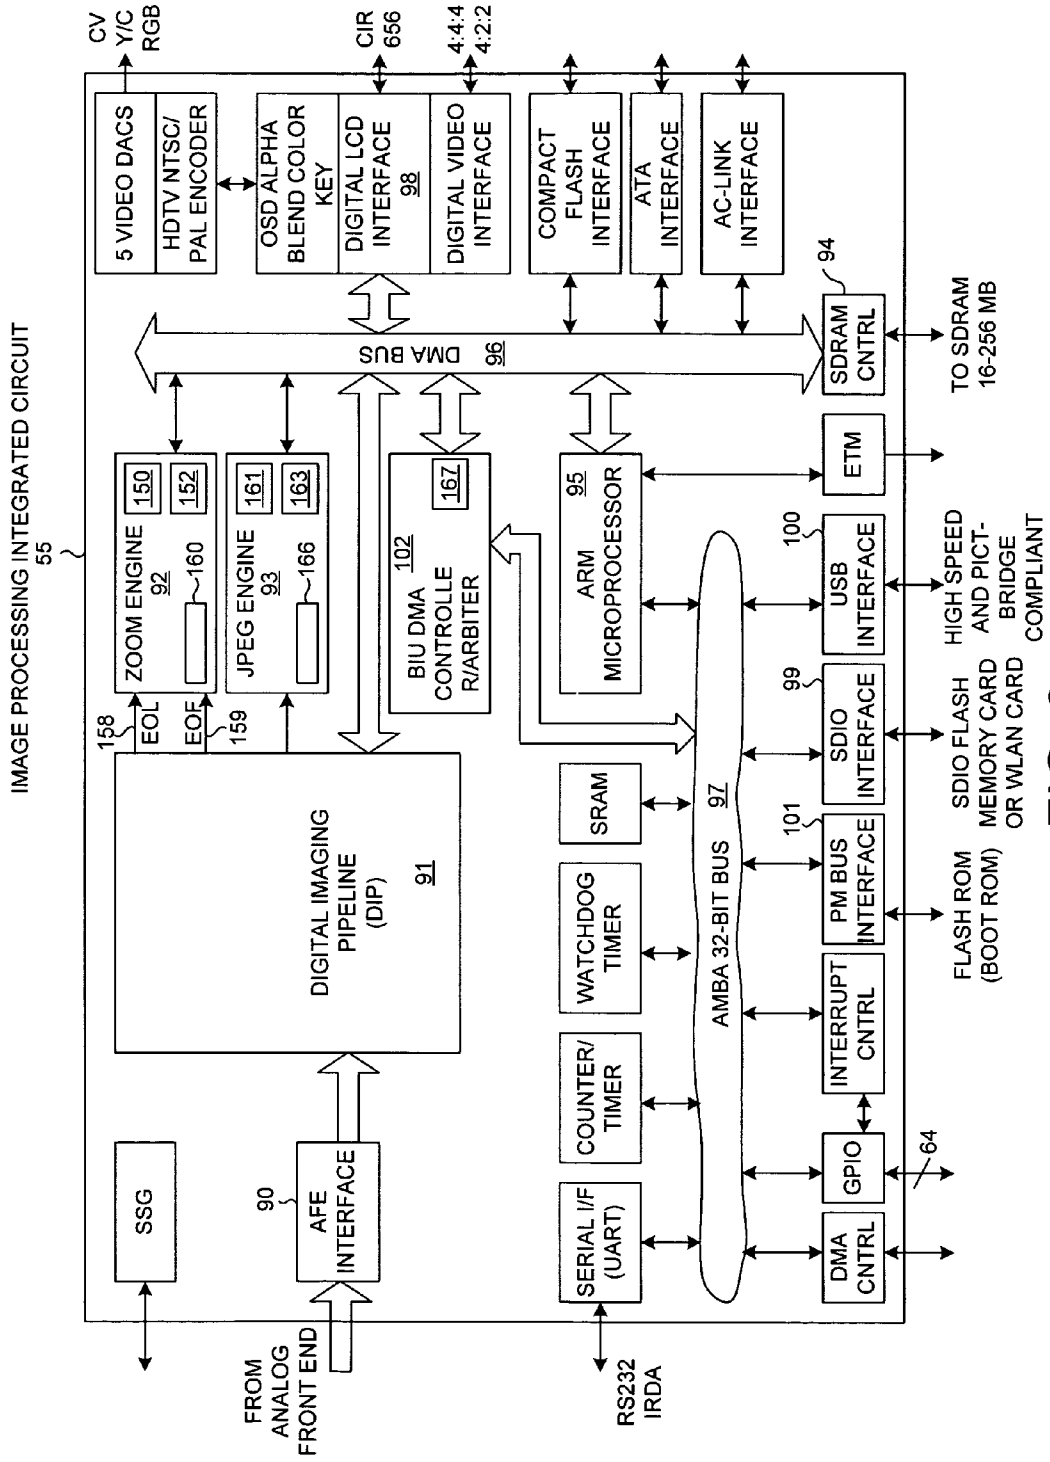 IMAGE PROCESSING INTEGRATED CIRCUIT
55
SSG
FROM
ANALOG
FRONT END
90
AFE
INTERFACE
DIGITAL IMAGING
PIPELINE
(DIP)
91
158
EOL
EOF
159
ZOOM ENGINE
92
150
152
160
JPEG ENGINE
93
161
163
166
BIU DMA
CONTROLLE
R/ARBITER
102
167
DMA BUS
96
5 VIDEO DACS
HDTV NTSC/
PAL ENCODER
CV
Y/C
RGB
OSD ALPHA
BLEND COLOR
KEY
DIGITAL LCD
INTERFACE
98
DIGITAL VIDEO
INTERFACE
CIR
656
4:4:4
4:2:2
COMPACT
FLASH
INTERFACE
ATA
INTERFACE
AC-LINK
INTERFACE
RS232
IRDA
SERIAL I/F
(UART)
COUNTER/
TIMER
WATCHDOG
TIMER
SRAM
ARM
MICROPROCESSOR
95
AMBA 32-BIT BUS
97
DMA
CNTRL
GPIO
64
INTERRUPT
CNTRL
PM BUS
INTERFACE
101
SDIO
INTERFACE
99
USB
INTERFACE
100
ETM
SDRAM
CNTRL
94
FLASH ROM
(BOOT ROM)
SDIO FLASH
MEMORY CARD
OR WLAN CARD
HIGH SPEED
AND PICT-
BRIDGE
COMPLIANT
TO SDRAM
16-256 MB